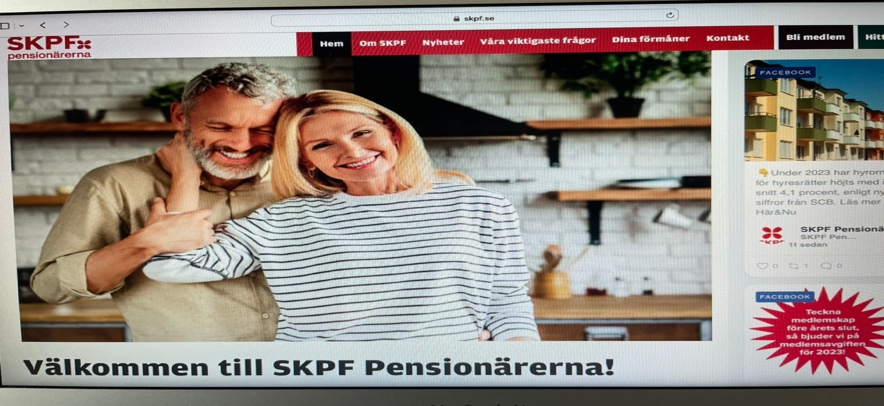 skpf.se
SKPF
pensionärerna
Hem Om SKPF Nyheter Våra viktigaste frågor Dina förmåner Kontakt Bli medlem Hitt
FACEBOOK
Under 2023 har hyrorn
för hyresrätter höjts med i
snitt 4,1 procent, enligt ny
siffror från SCB. Läs mer
Här&Nu
SKPF Pensionä
SKPF Pen...
1t sedan
0 1 0
FACEBOOK
Teckna
medlemskap
före årets slut,
så bjuder vi på
medlemsavgiften
för 2023!
Välkommen till SKPF Pensionärerna!